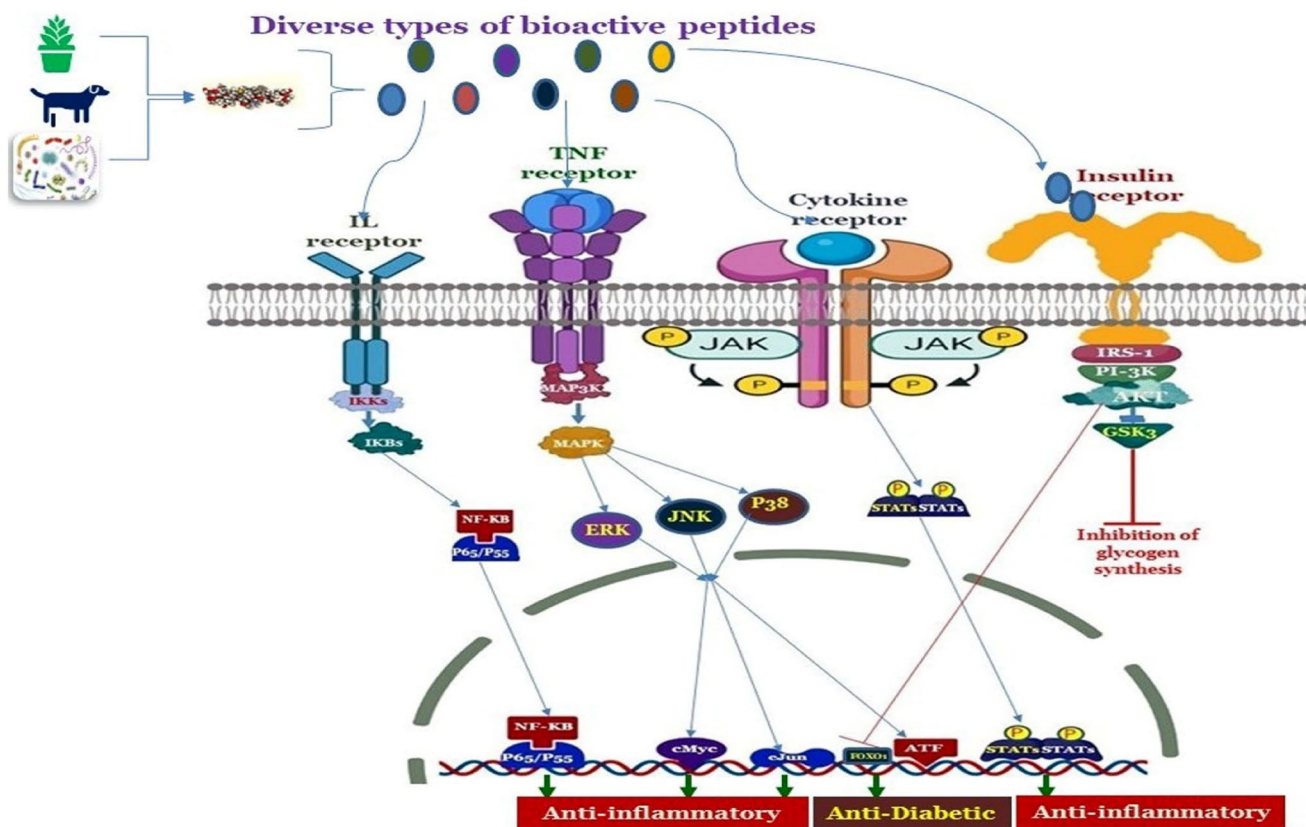 Diverse types of bioactive peptides
TNF
receptor
Insulin
receptor
Cytokine
receptor
IL
receptor
P
JAK
JAK
P
P
P
IRS-1
PI-3K
AKT
GSK3
MAP3K
IKKs
IKBs
MAPK
P38
JNK
ERK
P
P
STATs
STATs
NF-KB
P65/P55
Inhibition of
glycogen
synthesis
NF-KB
P65/P55
cMyc
cJun
FOXO1
ATF
P
P
STATs
STATs
Anti-inflammatory
Anti-Diabetic
Anti-inflammatory